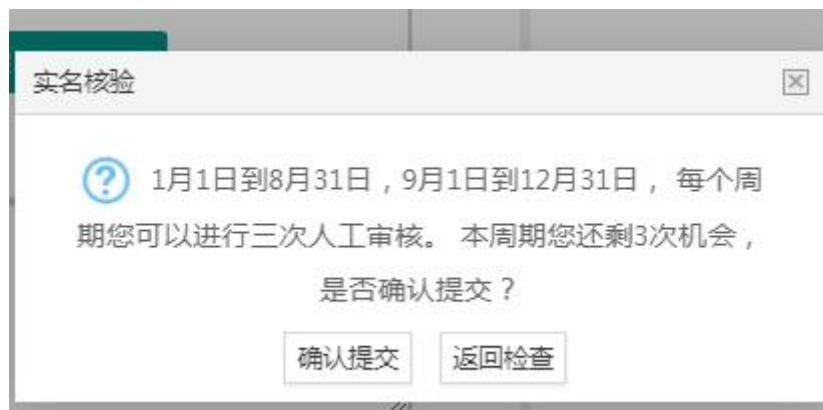 实名核验
1月1日到8月31日，9月1日到12月31日， 每个周
期您可以进行三次人工审核。 本周期您还剩3次机会，
是否确认提交？
确认提交 返回检查